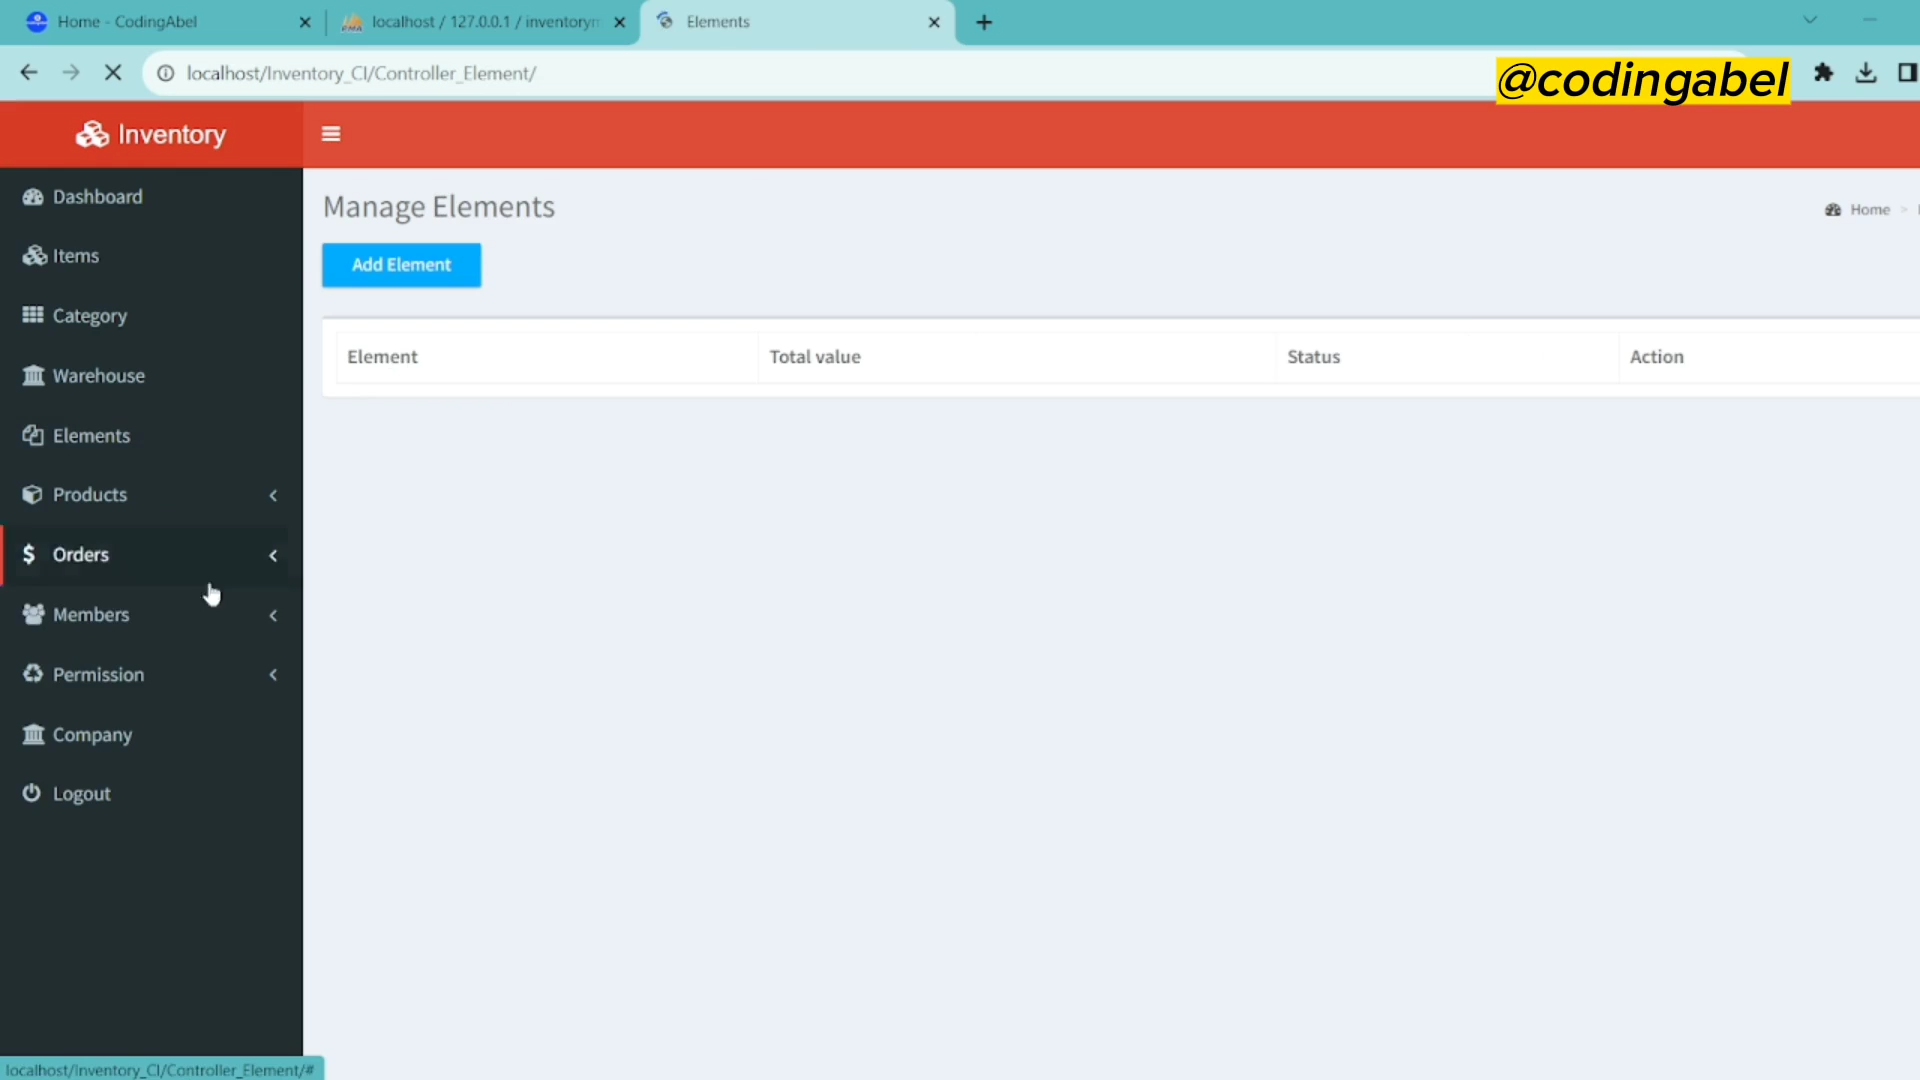 Home - CodingAbel
localhost / 127.0.0.1 / inventorym
Elements
localhost/Inventory_CI/Controller_Element/
@codingabel
Inventory
Dashboard
Items
Category
Warehouse
Elements
Products
$ Orders
Members
Permission
Company
Logout
Manage Elements
Home >
Add Element
Element Total value Status Action
localhost/Inventory_CI/Controller_Element/#